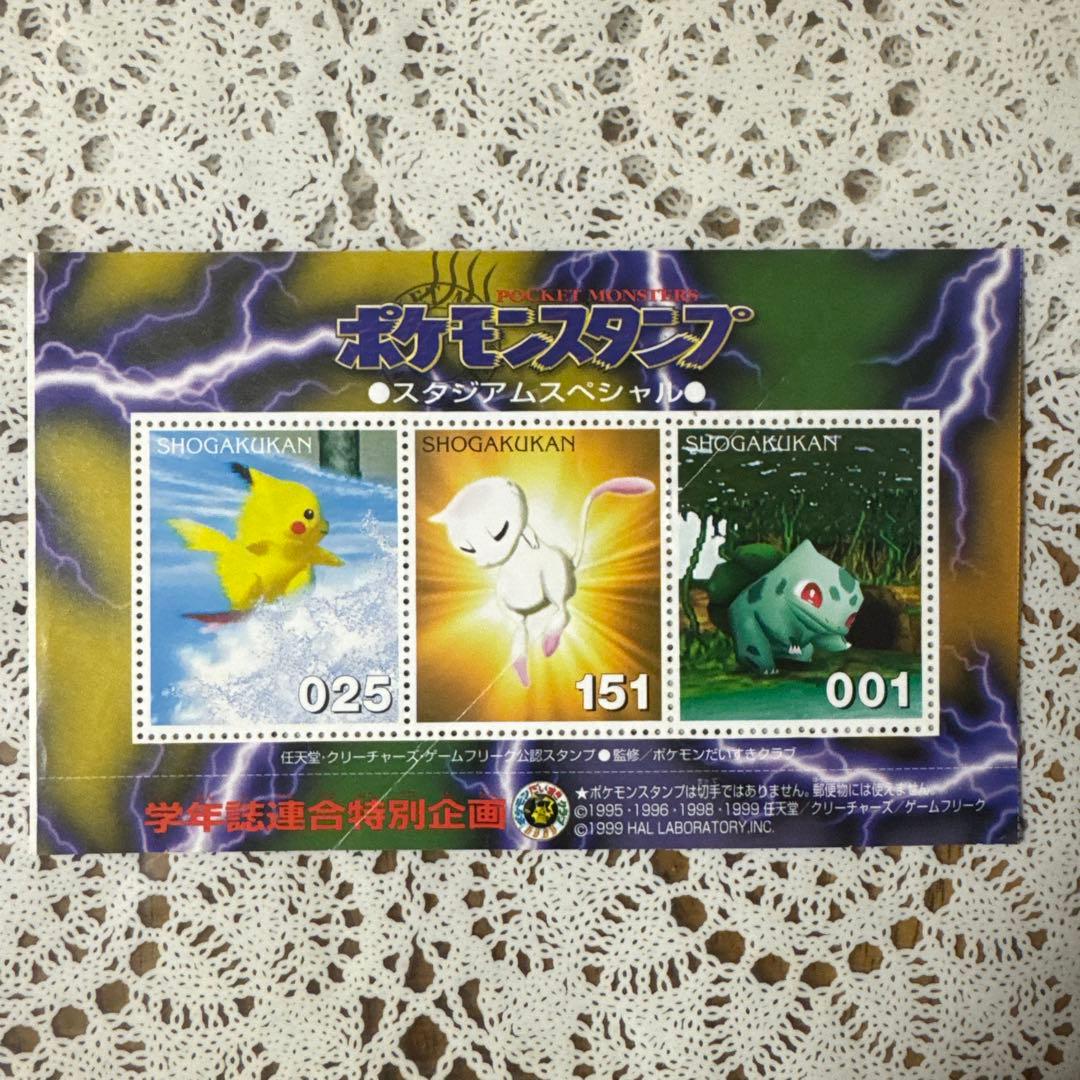 POCKET MONSTERS
ポケモンスタンプ
●スタジアムスペシャル●
SHOGAKUKAN
025
SHOGAKUKAN
151
SHOGAKUKAN
001
任天堂・クリーチャーズ・ゲームフリーク公認スタンプ●監修/ポケモンだいすきクラブ
学年誌連合特別企画
★ポケモンスタンプは切手ではありません。郵便物には使えません。
©1995・1996・1998・1999 任天堂/クリーチャーズ/ゲームフリーク
©1999 HAL LABORATORY,INC.